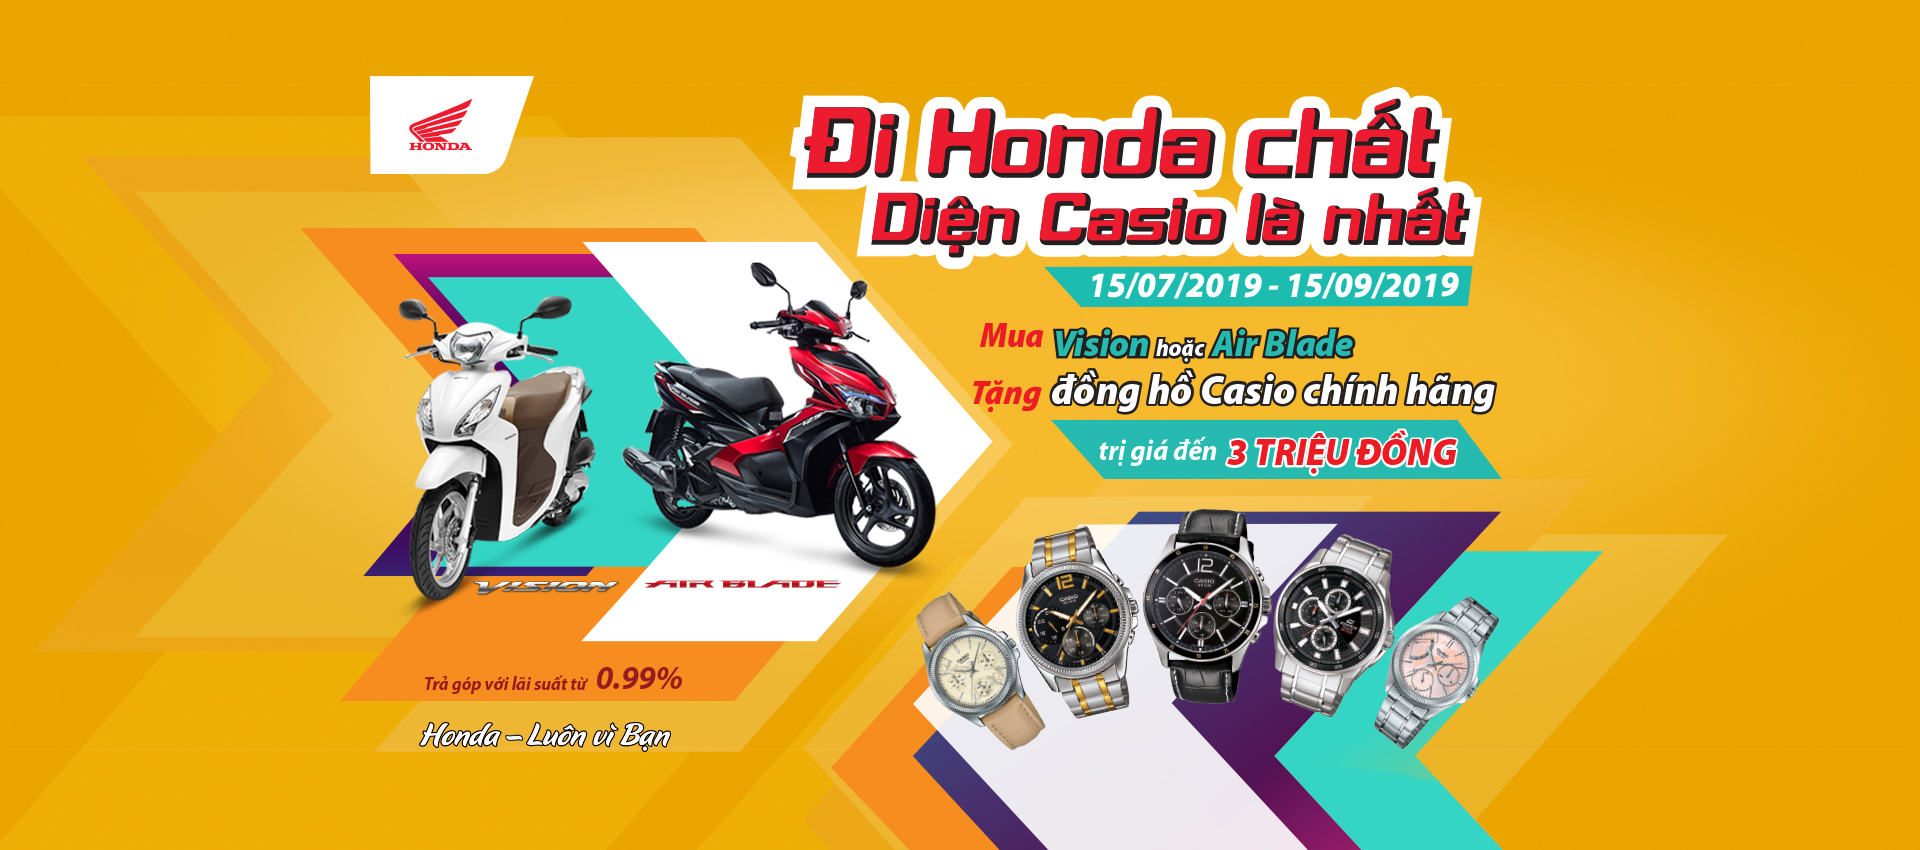 HONDA
Đi Honda chất
Diện Casio là nhất
15/07/2019 - 15/09/2019
Mua Vision hoặc Air Blade
Tặng đồng hồ Casio chính hãng
trị giá đến 3 TRIỆU ĐỒNG
VISION AIR BLADE
Trả góp với lãi suất từ 0.99%
Honda – Luôn vì Bạn
CASIO
CASIO